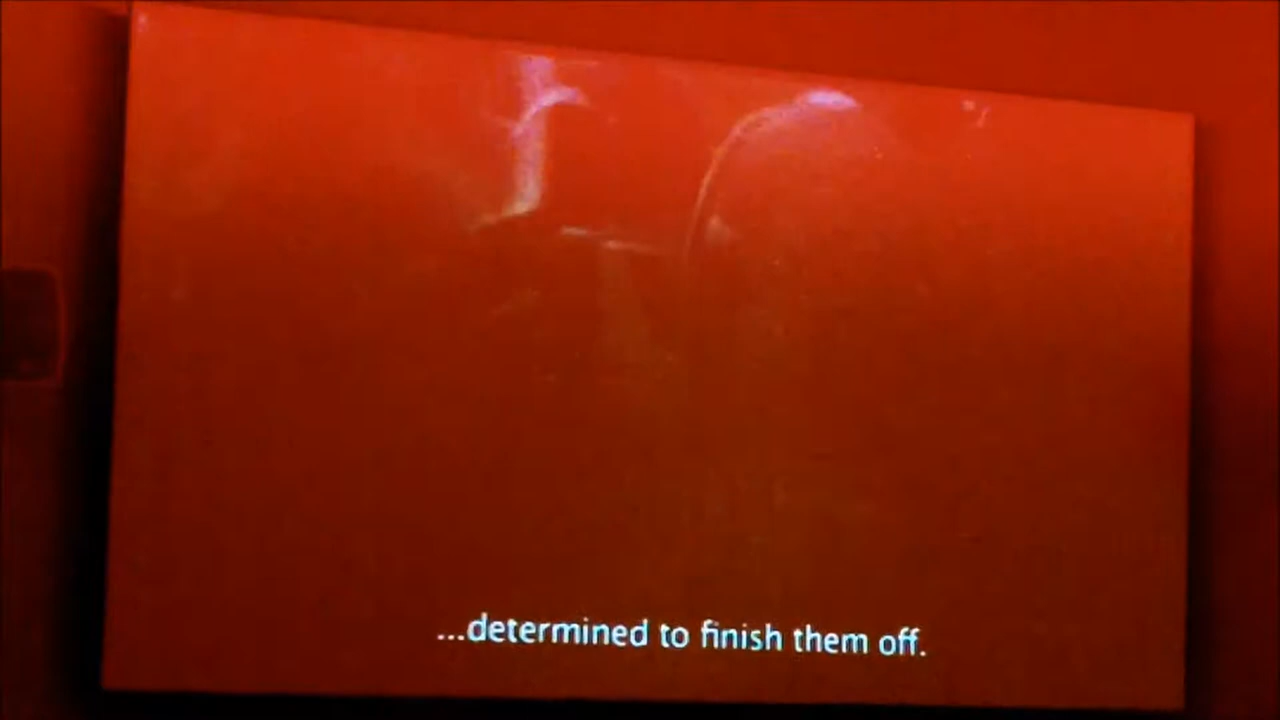 ...determined to finish them off.